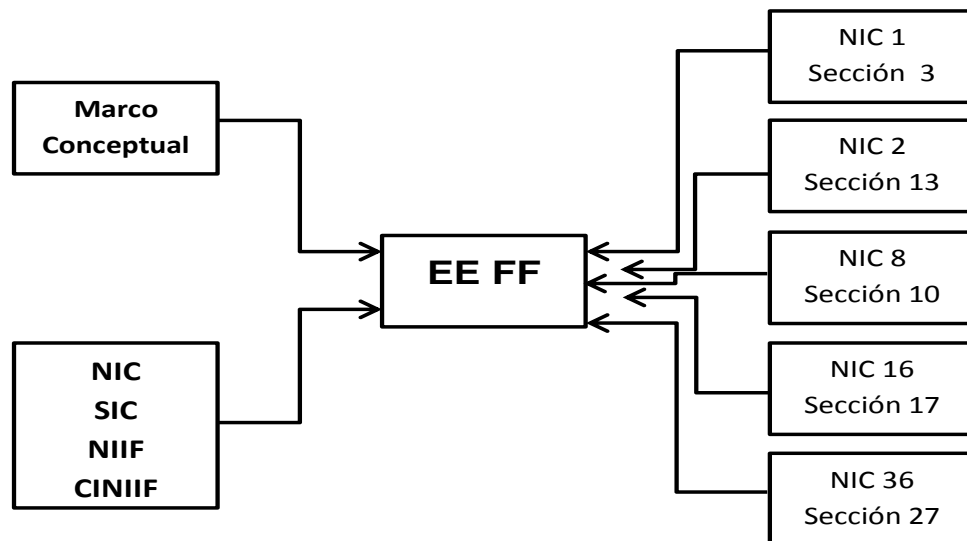 Marco
Conceptual
NIC
SIC
NIIF
CINIIF
EE FF
NIC 1
Sección 3
NIC 2
Sección 13
NIC 8
Sección 10
NIC 16
Sección 17
NIC 36
Sección 27